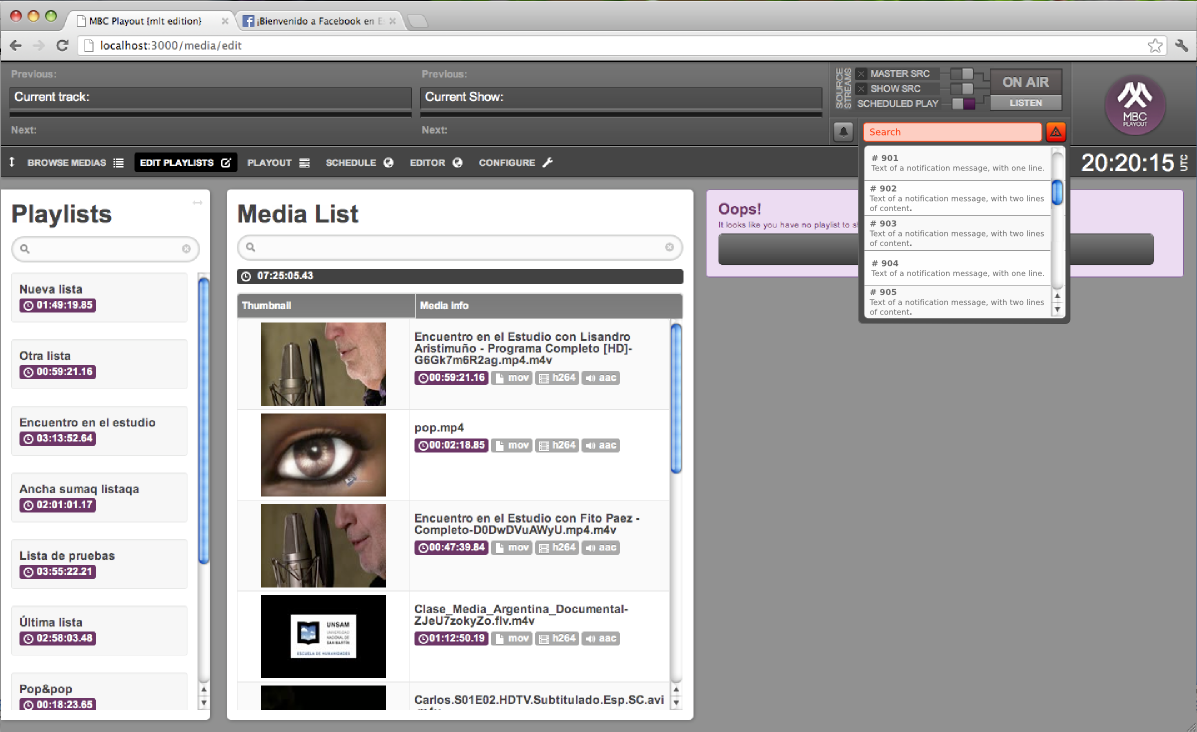 MBC Playout {mlt edition}
¡Bienvenido a Facebook en E
localhost:3000/media/edit
Previous:
Current track:
Next:
Previous:
Current Show:
Next:
SOURCE
STREAMS
MASTER SRC
SHOW SRC
SCHEDULED PLAY
ON AIR
LISTEN
MBC
PLAYOUT
Search
BROWSE MEDIAS
EDIT PLAYLISTS
PLAYOUT
SCHEDULE
EDITOR
CONFIGURE
20:20:15 UTC
# 901
Text of a notification message, with one line.
# 902
Text of a notification message, with two lines
of content.
# 903
Text of a notification message, with two lines
of content.
# 904
Text of a notification message, with one line.
# 905
Text of a notification message, with two lines
of content.
Playlists
Nueva lista
01:49:19.85
Otra lista
00:59:21.16
Encuentro en el estudio
03:13:52.64
Ancha sumaq listaqa
02:01:01.17
Lista de pruebas
03:55:22.21
Última lista
02:58:03.48
Pop&pop
00:18:23.65
Media List
07:25:05.43
Thumbnail
Media info
Encuentro en el Estudio con Lisandro
Aristimuño - Programa Completo [HD]-
G6Gk7m6R2ag.mp4.m4v
00:59:21.16 mov h264 aac
pop.mp4
00:02:18.85 mov h264 aac
Encuentro en el Estudio con Fito Paez -
Completo-D0DwDVuAWyU.mp4.m4v
00:47:39.84 mov h264 aac
UNSAM
UNIVERSIDAD
NACIONAL DE
SAN MARTÍN
ESCUELA DE HUMANIDADES
Clase_Media_Argentina_Documental-
ZJeU7zokyZo.flv.m4v
01:12:50.19 mov h264 aac
Carlos.S01E02.HDTV.Subtitulado.Esp.SC.avi
Oops!
It looks like you have no playlist to